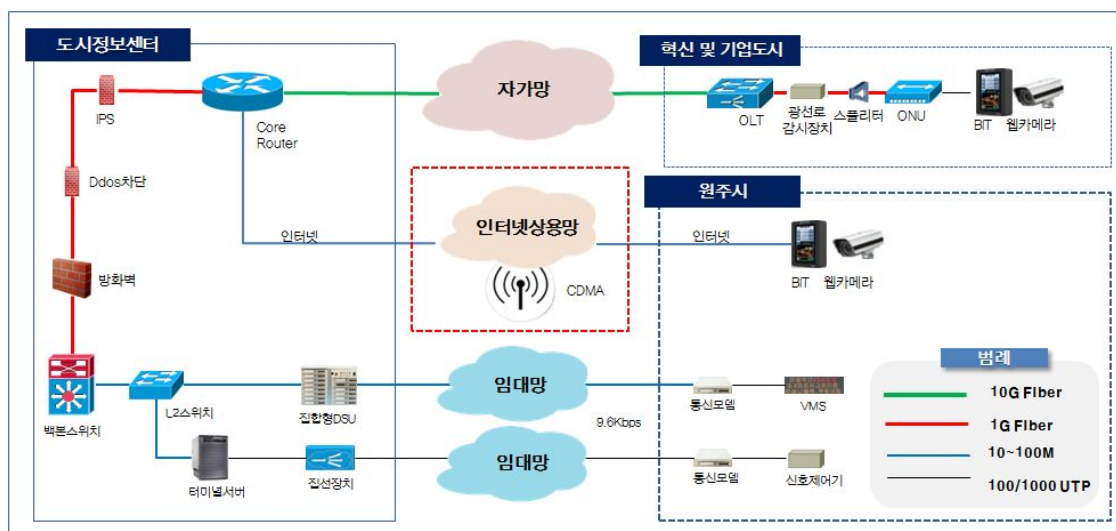 도시정보센터
혁신 및 기업도시
자가망
IPS
Core
Router
OLT
광선로
감시장치
스플리터
ONU
BIT
웹카메라
Ddos차단
원주시
인터넷상용망
인터넷
인터넷
CDMA
BIT
웹카메라
방화벽
백본스위치
L2스위치
집합형DSU
임대망
9.6Kbps
통신모뎀
VMS
터미널서버
집선장치
임대망
통신모뎀
신호제어기
범례
10G Fiber
1G Fiber
10~100M
100/1000 UTP